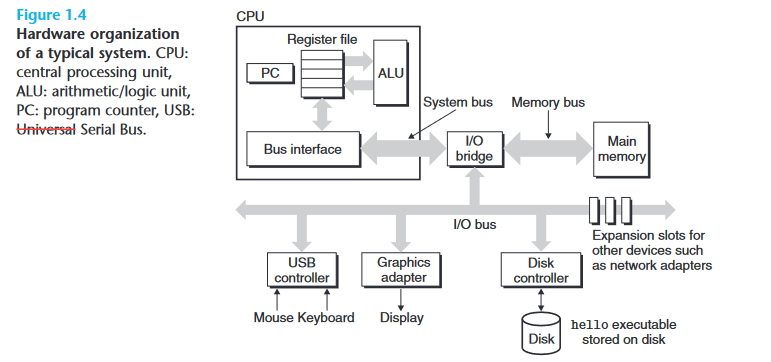 Figure 1.4
Hardware organization
of a typical system. CPU:
central processing unit,
ALU: arithmetic/logic unit,
PC: program counter, USB:
Universal Serial Bus.
CPU
Register file
PC
ALU
System bus
Memory bus
Bus interface
I/O
bridge
Main
memory
I/O bus
Expansion slots for
other devices such
as network adapters
USB
controller
Graphics
adapter
Disk
controller
Mouse Keyboard
Display
Disk
hello executable
stored on disk